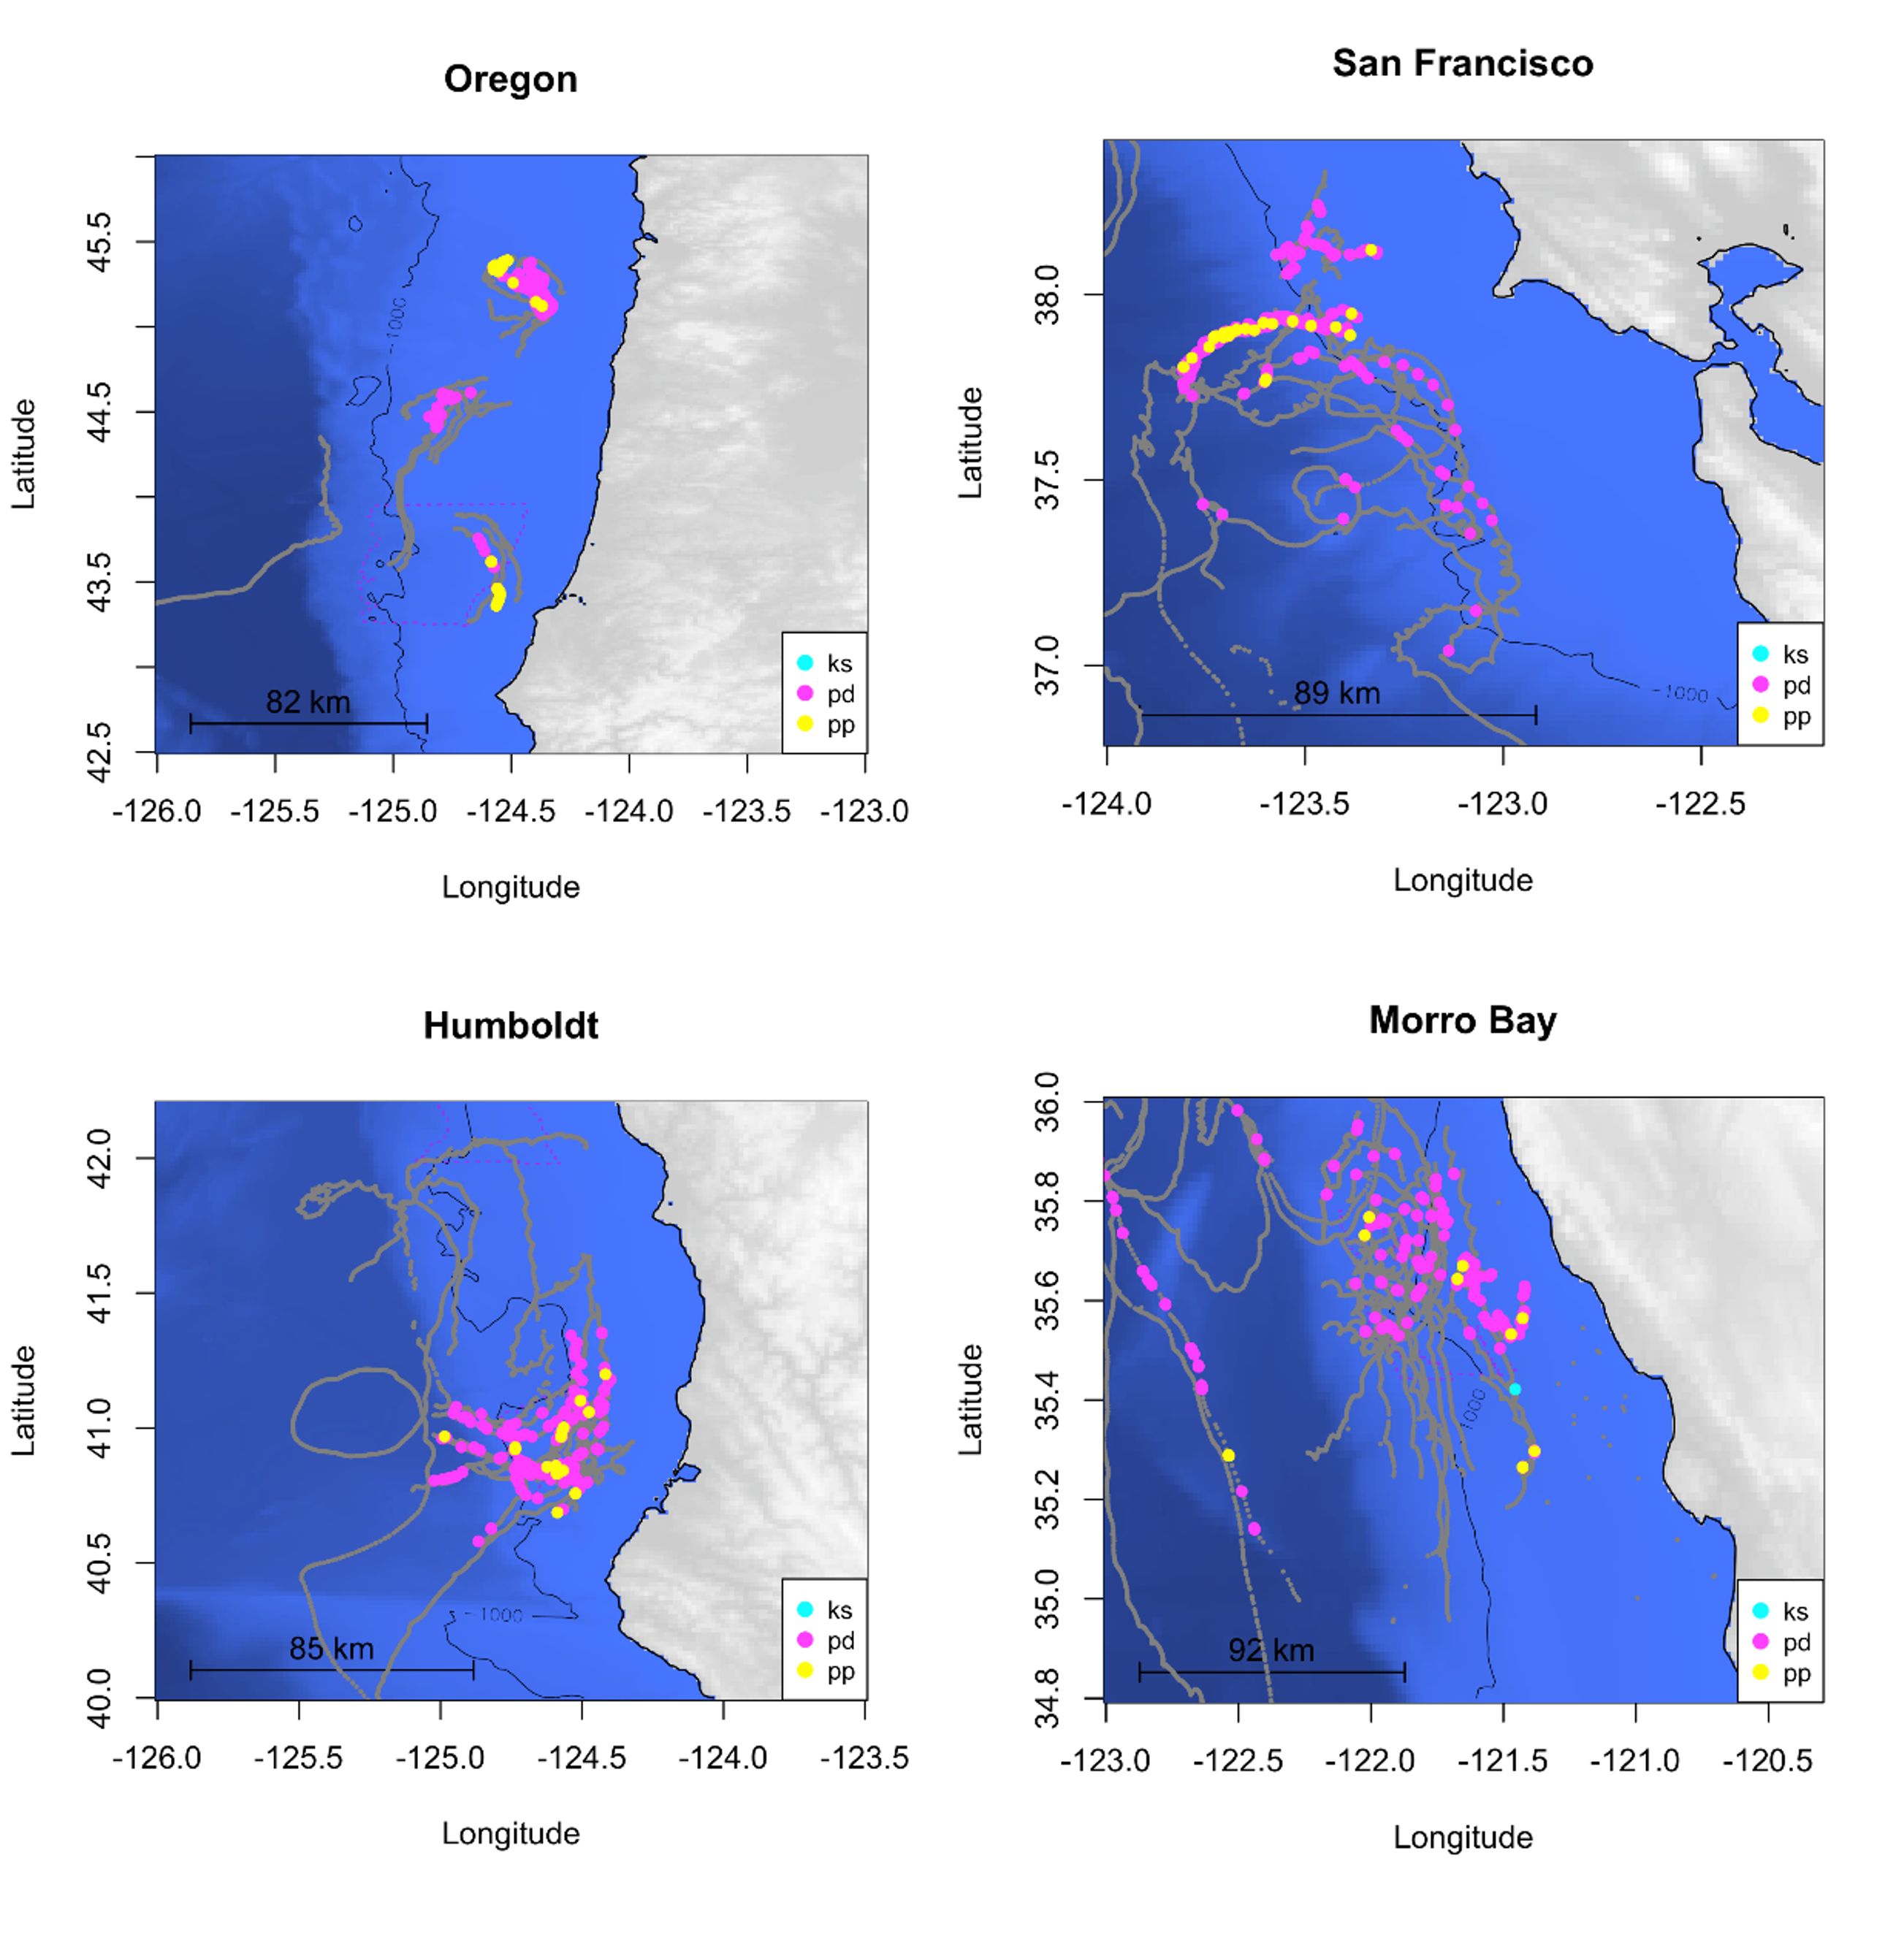 Oregon
Latitude
45.5
44.5
43.5
42.5
-1000
82 km
ks
pd
pp
-126.0 -125.5 -125.0 -124.5 -124.0 -123.5 -123.0
Longitude
San Francisco
Latitude
38.0
37.5
37.0
-1000
89 km
ks
pd
pp
-124.0 -123.5 -123.0 -122.5
Longitude
Humboldt
Latitude
42.0
41.5
41.0
40.5
40.0
-1000
85 km
ks
pd
pp
-126.0 -125.5 -125.0 -124.5 -124.0 -123.5
Longitude
Morro Bay
Latitude
36.0
35.8
35.6
35.4
35.2
35.0
34.8
1000
92 km
ks
pd
pp
-123.0 -122.5 -122.0 -121.5 -121.0 -120.5
Longitude